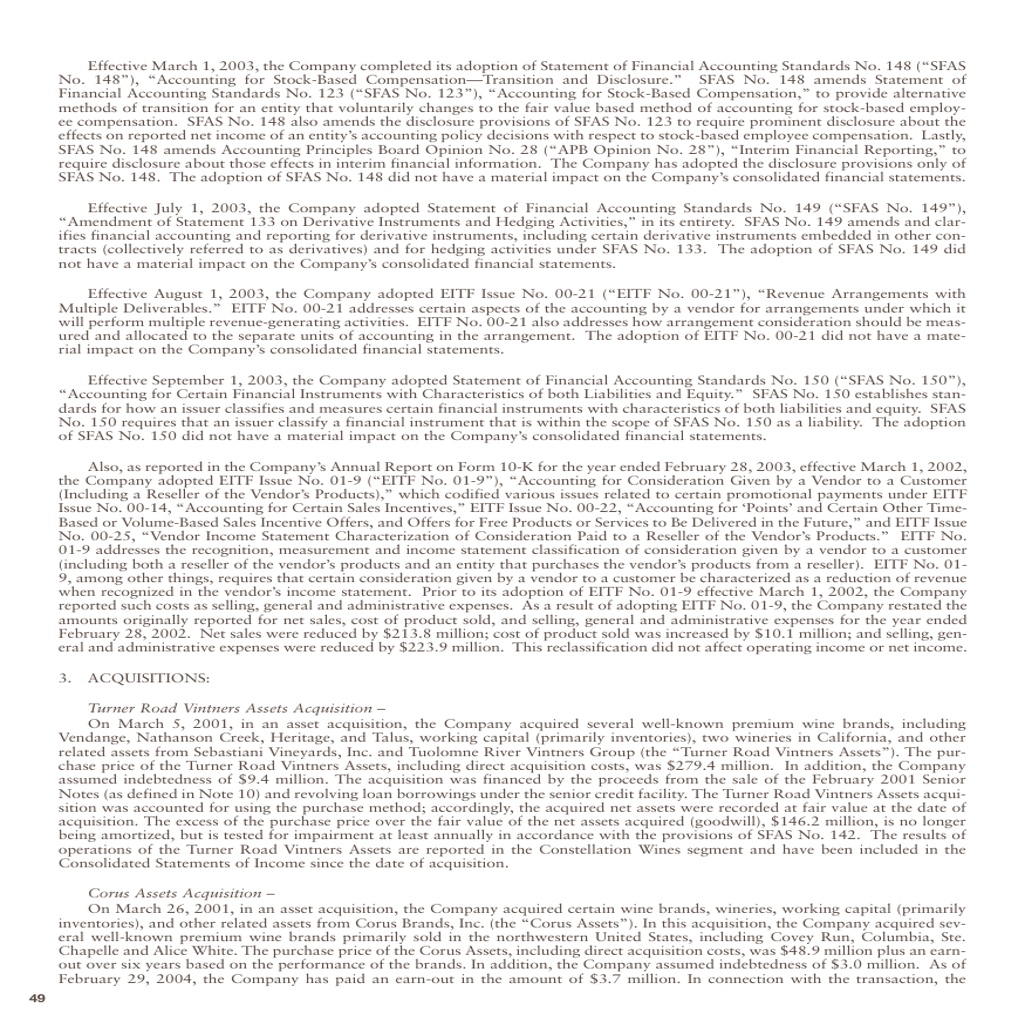 Effective March 1, 2003, the Company completed its adoption of Statement of Financial Accounting Standards No. 148 (“SFAS
No. 148”), “Accounting for Stock-Based Compensation—Transition and Disclosure.” SFAS No. 148 amends Statement of
Financial Accounting Standards No. 123 (“SFAS No. 123”), “Accounting for Stock-Based Compensation,” to provide alternative
methods of transition for an entity that voluntarily changes to the fair value based method of accounting for stock-based employ-
ee compensation. SFAS No. 148 also amends the disclosure provisions of SFAS No. 123 to require prominent disclosure about the
effects on reported net income of an entity’s accounting policy decisions with respect to stock-based employee compensation. Lastly,
SFAS No. 148 amends Accounting Principles Board Opinion No. 28 (“APB Opinion No. 28”), “Interim Financial Reporting,” to
require disclosure about those effects in interim financial information. The Company has adopted the disclosure provisions only of
SFAS No. 148. The adoption of SFAS No. 148 did not have a material impact on the Company’s consolidated financial statements.
Effective July 1, 2003, the Company adopted Statement of Financial Accounting Standards No. 149 (“SFAS No. 149”),
“Amendment of Statement 133 on Derivative Instruments and Hedging Activities,” in its entirety. SFAS No. 149 amends and clar-
ifies financial accounting and reporting for derivative instruments, including certain derivative instruments embedded in other con-
tracts (collectively referred to as derivatives) and for hedging activities under SFAS No. 133. The adoption of SFAS No. 149 did
not have a material impact on the Company’s consolidated financial statements.
Effective August 1, 2003, the Company adopted EITF Issue No. 00-21 (“EITF No. 00-21”), “Revenue Arrangements with
Multiple Deliverables.” EITF No. 00-21 addresses certain aspects of the accounting by a vendor for arrangements under which it
will perform multiple revenue-generating activities. EITF No. 00-21 also addresses how arrangement consideration should be meas-
ured and allocated to the separate units of accounting in the arrangement. The adoption of EITF No. 00-21 did not have a mate-
rial impact on the Company’s consolidated financial statements.
Effective September 1, 2003, the Company adopted Statement of Financial Accounting Standards No. 150 (“SFAS No. 150”),
“Accounting for Certain Financial Instruments with Characteristics of both Liabilities and Equity.” SFAS No. 150 establishes stan-
dards for how an issuer classifies and measures certain financial instruments with characteristics of both liabilities and equity. SFAS
No. 150 requires that an issuer classify a financial instrument that is within the scope of SFAS No. 150 as a liability. The adoption
of SFAS No. 150 did not have a material impact on the Company’s consolidated financial statements.
Also, as reported in the Company’s Annual Report on Form 10-K for the year ended February 28, 2003, effective March 1, 2002,
the Company adopted EITF Issue No. 01-9 (“EITF No. 01-9”), “Accounting for Consideration Given by a Vendor to a Customer
(Including a Reseller of the Vendor’s Products),” which codified various issues related to certain promotional payments under EITF
Issue No. 00-14, “Accounting for Certain Sales Incentives,” EITF Issue No. 00-22, “Accounting for ‘Points’ and Certain Other Time-
Based or Volume-Based Sales Incentive Offers, and Offers for Free Products or Services to Be Delivered in the Future,” and EITF Issue
No. 00-25, “Vendor Income Statement Characterization of Consideration Paid to a Reseller of the Vendor’s Products.” EITF No.
01-9 addresses the recognition, measurement and income statement classification of consideration given by a vendor to a customer
(including both a reseller of the vendor’s products and an entity that purchases the vendor’s products from a reseller). EITF No. 01-
9, among other things, requires that certain consideration given by a vendor to a customer be characterized as a reduction of revenue
when recognized in the vendor’s income statement. Prior to its adoption of EITF No. 01-9 effective March 1, 2002, the Company
reported such costs as selling, general and administrative expenses. As a result of adopting EITF No. 01-9, the Company restated the
amounts originally reported for net sales, cost of product sold, and selling, general and administrative expenses for the year ended
February 28, 2002. Net sales were reduced by $213.8 million; cost of product sold was increased by $10.1 million; and selling, gen-
eral and administrative expenses were reduced by $223.9 million. This reclassification did not affect operating income or net income.
3. ACQUISITIONS:
Turner Road Vintners Assets Acquisition –
On March 5, 2001, in an asset acquisition, the Company acquired several well-known premium wine brands, including
Vendange, Nathanson Creek, Heritage, and Talus, working capital (primarily inventories), two wineries in California, and other
related assets from Sebastiani Vineyards, Inc. and Tuolomne River Vintners Group (the “Turner Road Vintners Assets”). The pur-
chase price of the Turner Road Vintners Assets, including direct acquisition costs, was $279.4 million. In addition, the Company
assumed indebtedness of $9.4 million. The acquisition was financed by the proceeds from the sale of the February 2001 Senior
Notes (as defined in Note 10) and revolving loan borrowings under the senior credit facility. The Turner Road Vintners Assets acqui-
sition was accounted for using the purchase method; accordingly, the acquired net assets were recorded at fair value at the date of
acquisition. The excess of the purchase price over the fair value of the net assets acquired (goodwill), $146.2 million, is no longer
being amortized, but is tested for impairment at least annually in accordance with the provisions of SFAS No. 142. The results of
operations of the Turner Road Vintners Assets are reported in the Constellation Wines segment and have been included in the
Consolidated Statements of Income since the date of acquisition.
Corus Assets Acquisition –
On March 26, 2001, in an asset acquisition, the Company acquired certain wine brands, wineries, working capital (primarily
inventories), and other related assets from Corus Brands, Inc. (the “Corus Assets”). In this acquisition, the Company acquired sev-
eral well-known premium wine brands primarily sold in the northwestern United States, including Covey Run, Columbia, Ste.
Chapelle and Alice White. The purchase price of the Corus Assets, including direct acquisition costs, was $48.9 million plus an earn-
out over six years based on the performance of the brands. In addition, the Company assumed indebtedness of $3.0 million. As of
February 29, 2004, the Company has paid an earn-out in the amount of $3.7 million. In connection with the transaction, the
49